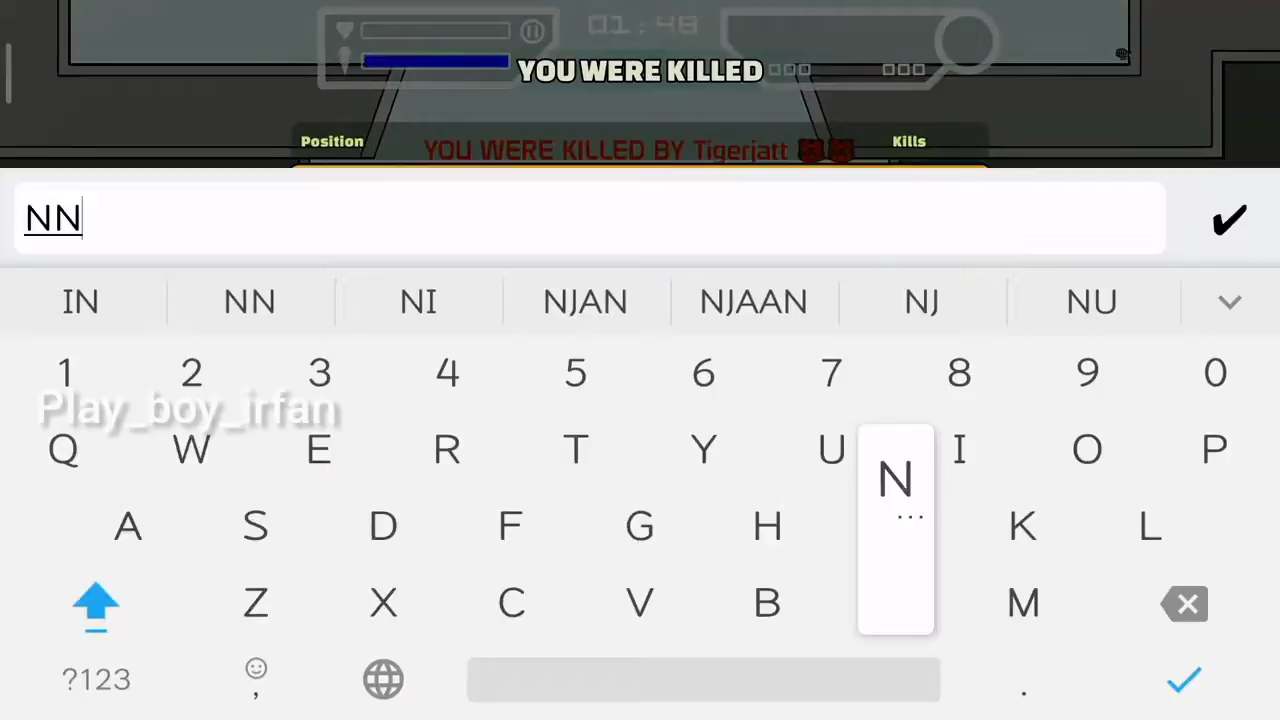 01:48
YOU WERE KILLED
Position
YOU WERE KILLED BY Tigerjatt
Kills
NN
IN NN NI NJAN NJAAN NJ NU
1 2 3 4 5 6 7 8 9 0
Play_boy_irfan
Q W E R T Y U I O P
N
...
A S D F G H K L
Z X C V B M
?123 , .